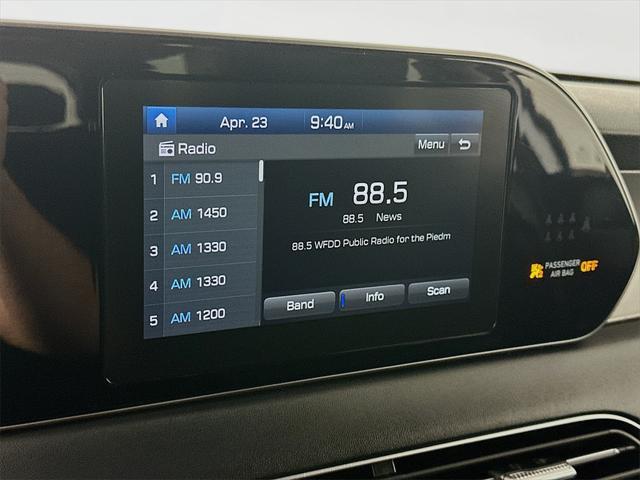 Apr. 23 9:40 AM
Radio Menu
1 FM 90.9
2 AM 1450
3 AM 1330
4 AM 1330
5 AM 1200
FM 88.5
88.5 News
88.5 WFDD Public Radio for the Piedm
Band Info Scan
PASSENGER
AIR BAG OFF